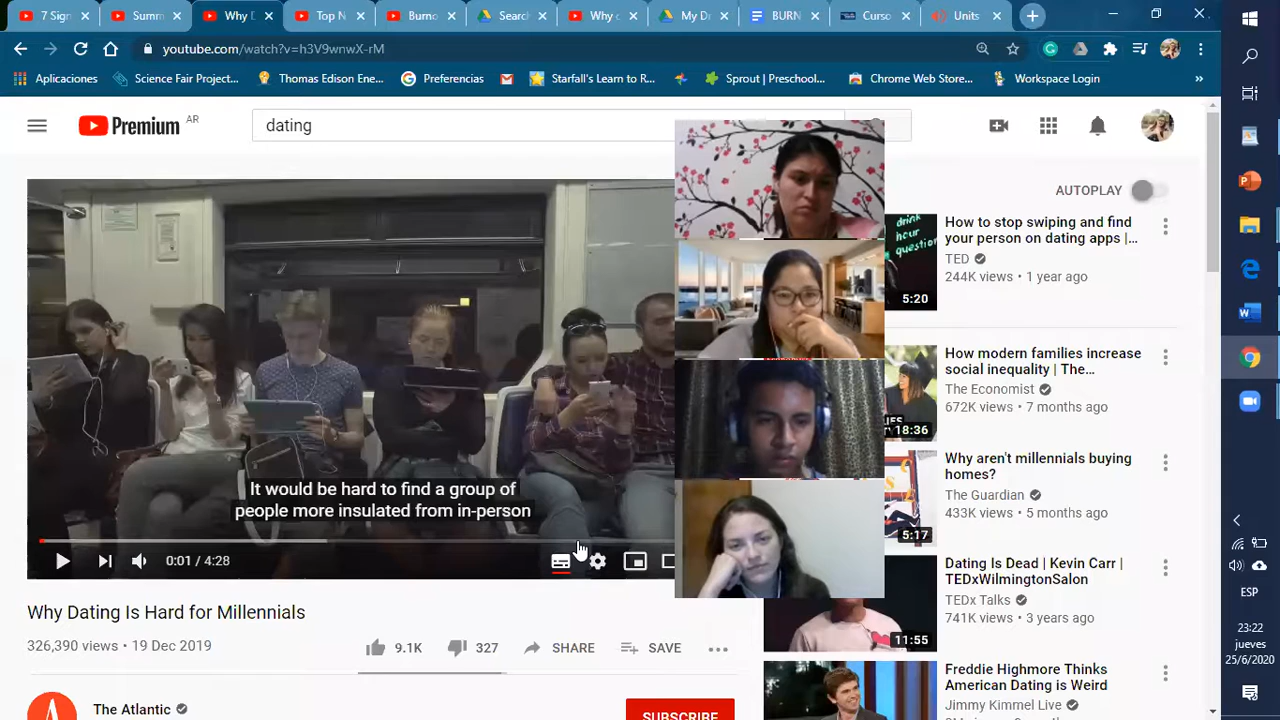 7 Sign
Summ
Why D
Top N
Burno
Search
Why c
My Dr
BURN
Curso
Units
youtube.com/watch?v=h3V9wnwX-rM
Aplicaciones
Science Fair Project...
Thomas Edison Ene...
Preferencias
Starfall's Learn to R...
Sprout | Preschool...
Chrome Web Store...
Workspace Login
»
Premium AR
dating
AUTOPLAY
It would be hard to find a group of
people more insulated from in-person
0:01 / 4:28
Why Dating Is Hard for Millennials
326,390 views • 19 Dec 2019
9.1K
327
SHARE
SAVE
The Atlantic
SUBSCRIBE
drink
hour
question
5:20
How to stop swiping and find
your person on dating apps |...
TED
244K views • 1 year ago
18:36
How modern families increase
social inequality | The...
The Economist
672K views • 7 months ago
5:17
Why aren't millennials buying
homes?
The Guardian
433K views • 5 months ago
11:55
Dating Is Dead | Kevin Carr |
TEDxWilmingtonSalon
TEDx Talks
741K views • 3 years ago
Freddie Highmore Thinks
American Dating is Weird
Jimmy Kimmel Live
ESP
23:22
jueves
25/6/2020